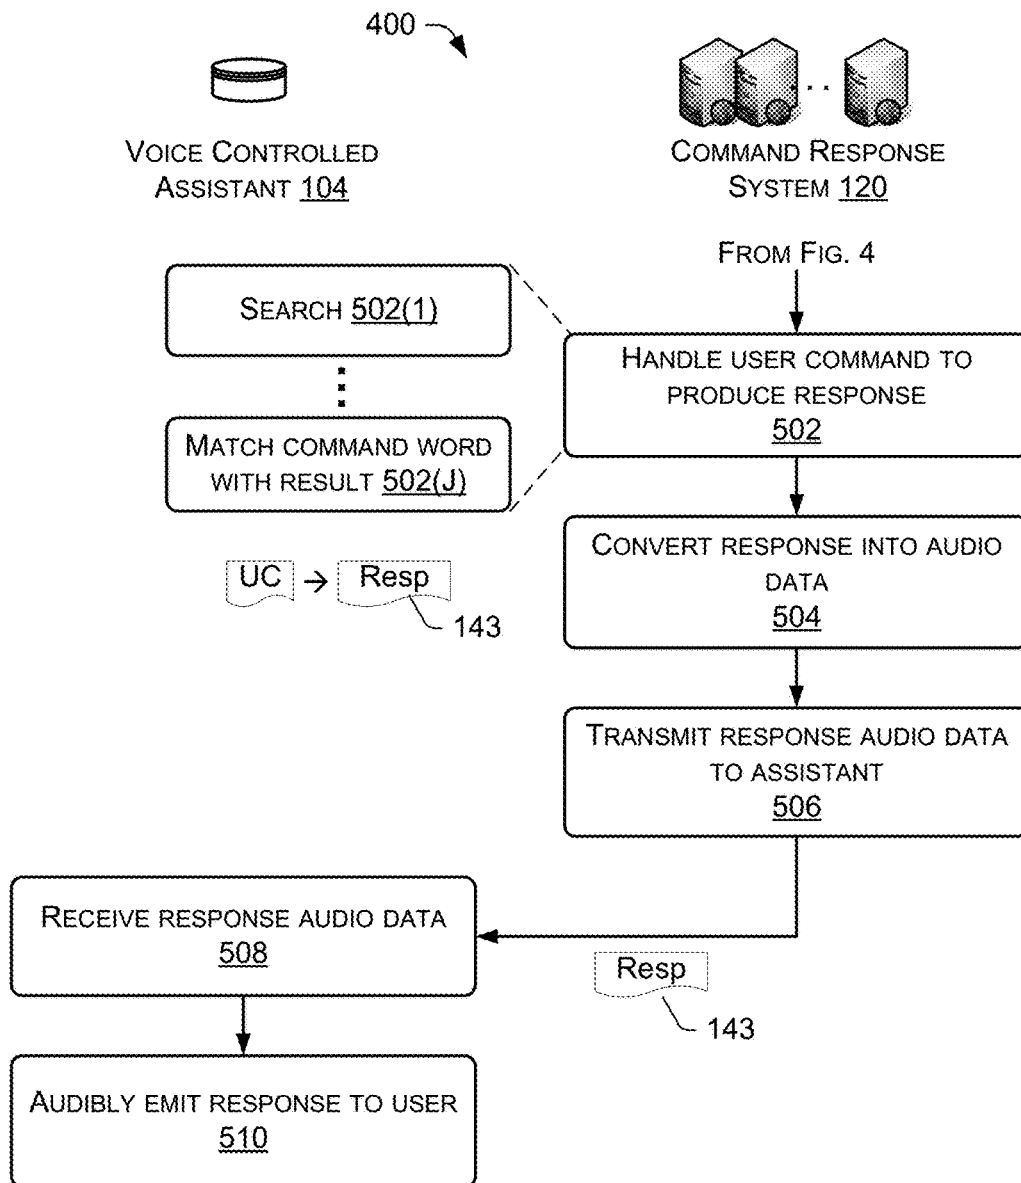 400
VOICE CONTROLLED
ASSISTANT 104
COMMAND RESPONSE
SYSTEM 120
FROM FIG. 4
SEARCH 502(1)
MATCH COMMAND WORD
WITH RESULT 502(J)
HANDLE USER COMMAND TO
PRODUCE RESPONSE
502
UC → Resp
143
CONVERT RESPONSE INTO AUDIO
DATA
504
TRANSMIT RESPONSE AUDIO DATA
TO ASSISTANT
506
RECEIVE RESPONSE AUDIO DATA
508
Resp
143
AUDIBLY EMIT RESPONSE TO USER
510